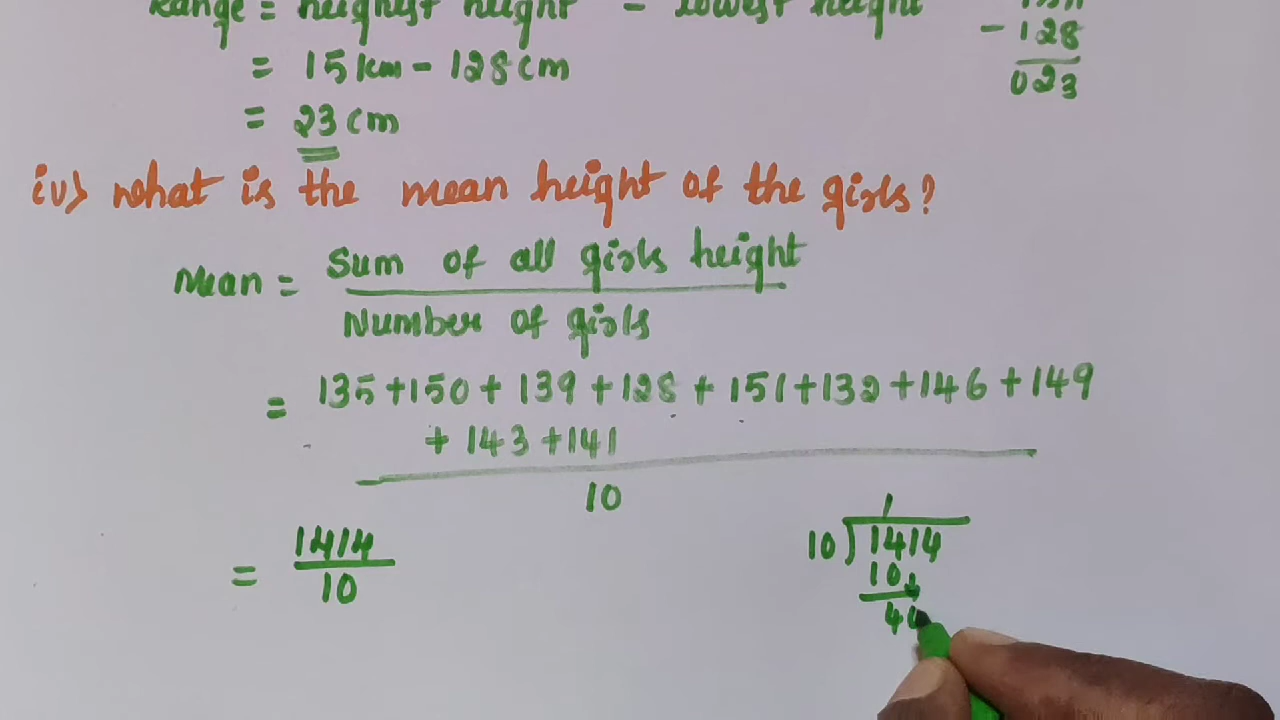 Range = heighest height - lowest height
= 151cm - 128cm
= 23cm
- 128
023
iv) What is the mean height of the girls?
Mean = Sum of all girls height
Number of girls
= 135+150+139+128+151+132+146+149
+143+141
10
= 1414
10
1
10)1414
10
4